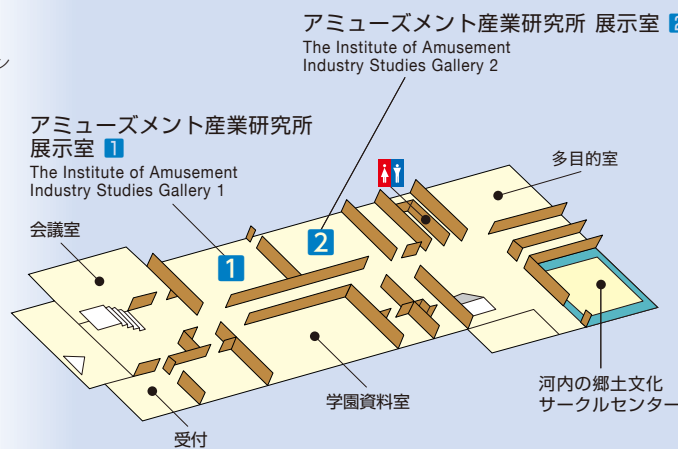 アミューズメント産業研究所 展示室 2
The Institute of Amusement
Industry Studies Gallery 2
ン
アミューズメント産業研究所
展示室 1
The Institute of Amusement
Industry Studies Gallery 1
多目的室
会議室
1
2
河内の郷土文化
サークルセンター
学園資料室
受付